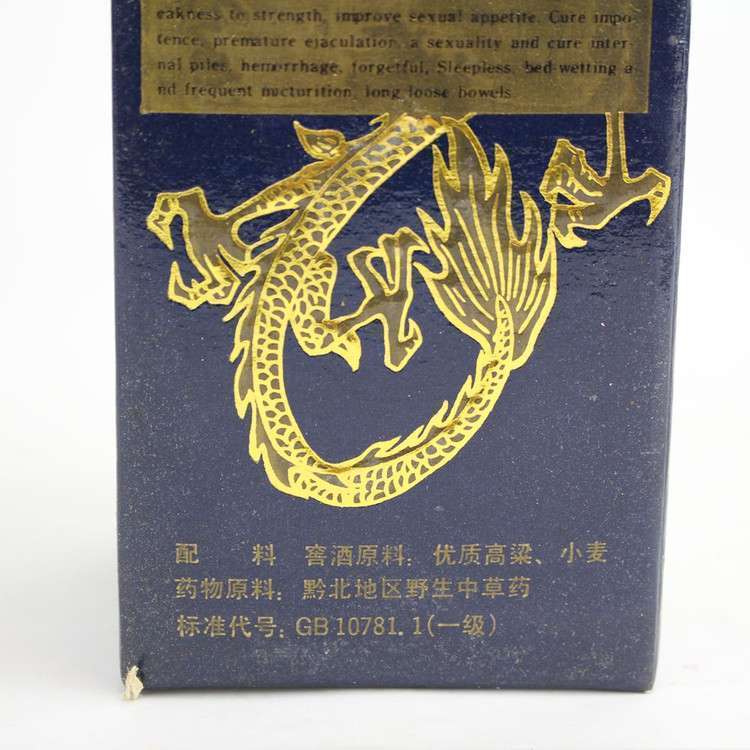 eakness to strength, improve sexual appetite. Cure impo
tence, premature ejaculation, a sexuality and cure inter-
nal piles, hemerrhage, forgetful, Sleepless, bed-wetting a
nd frequent nucturition, long loose bowels
配 料 窖酒原料: 优质高粱、小麦
药物原料: 黔北地区野生中草药
标准代号: GB 10781.1(一级)